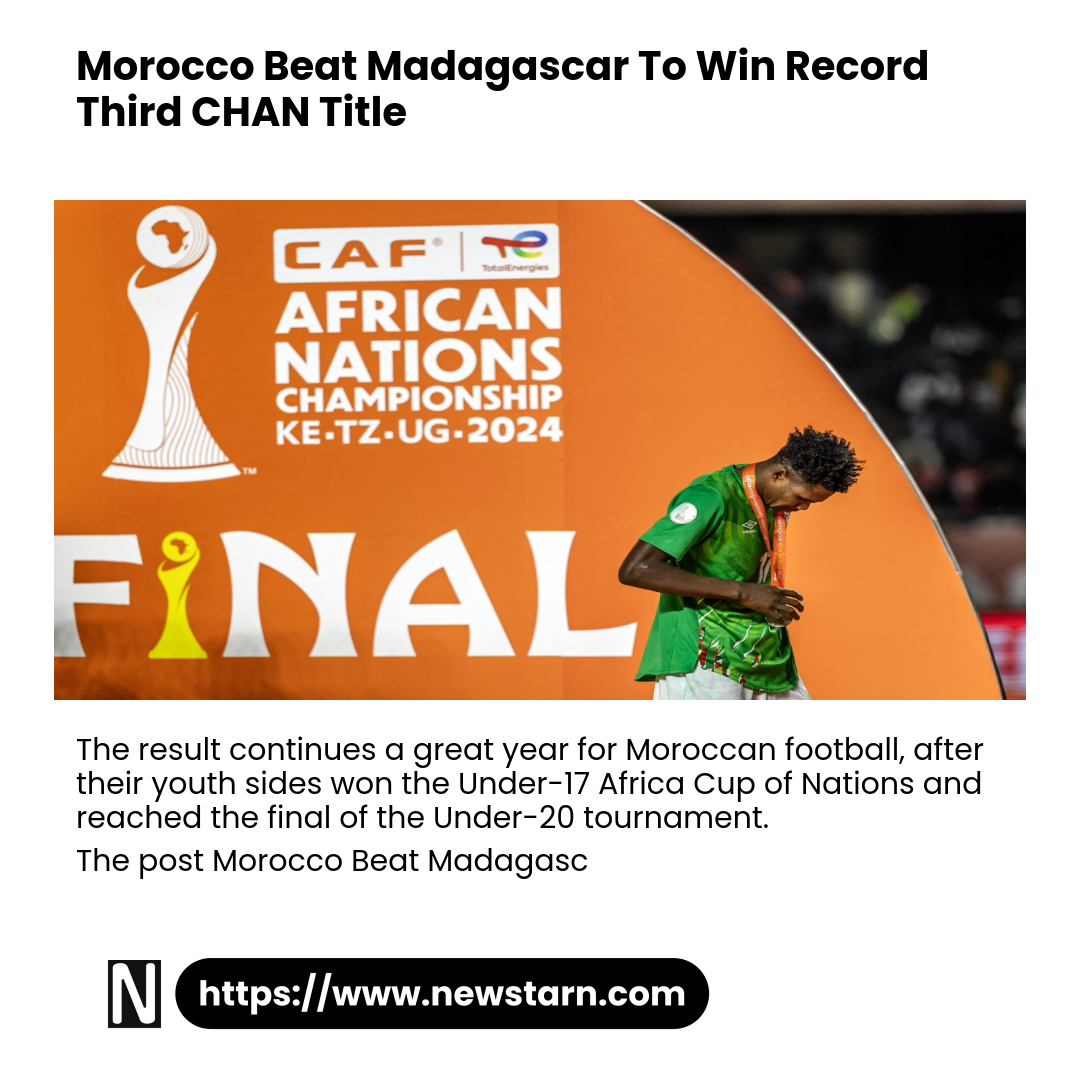 Morocco Beat Madagascar To Win Record
Third CHAN Title
CAF®
TotalEnergies
AFRICAN
NATIONS
CHAMPIONSHIP
KE·TZ·UG·2024
TM
FINAL
The result continues a great year for Moroccan football, after
their youth sides won the Under-17 Africa Cup of Nations and
reached the final of the Under-20 tournament.
The post Morocco Beat Madagasc
N
https://www.newstarn.com